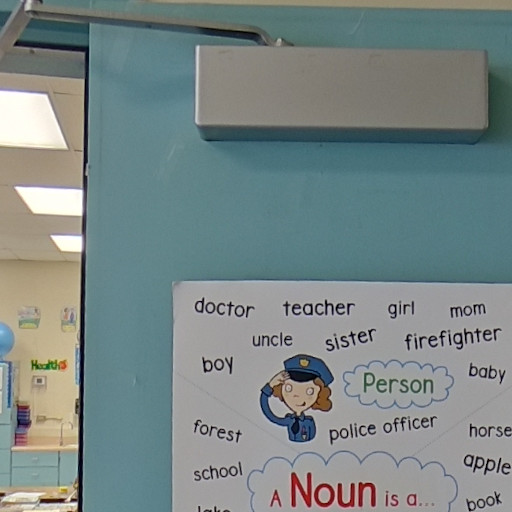 doctor teacher girl mom
uncle sister firefighter
boy Person baby
forest police officer horse
school apple
A Noun is a...
book
Health